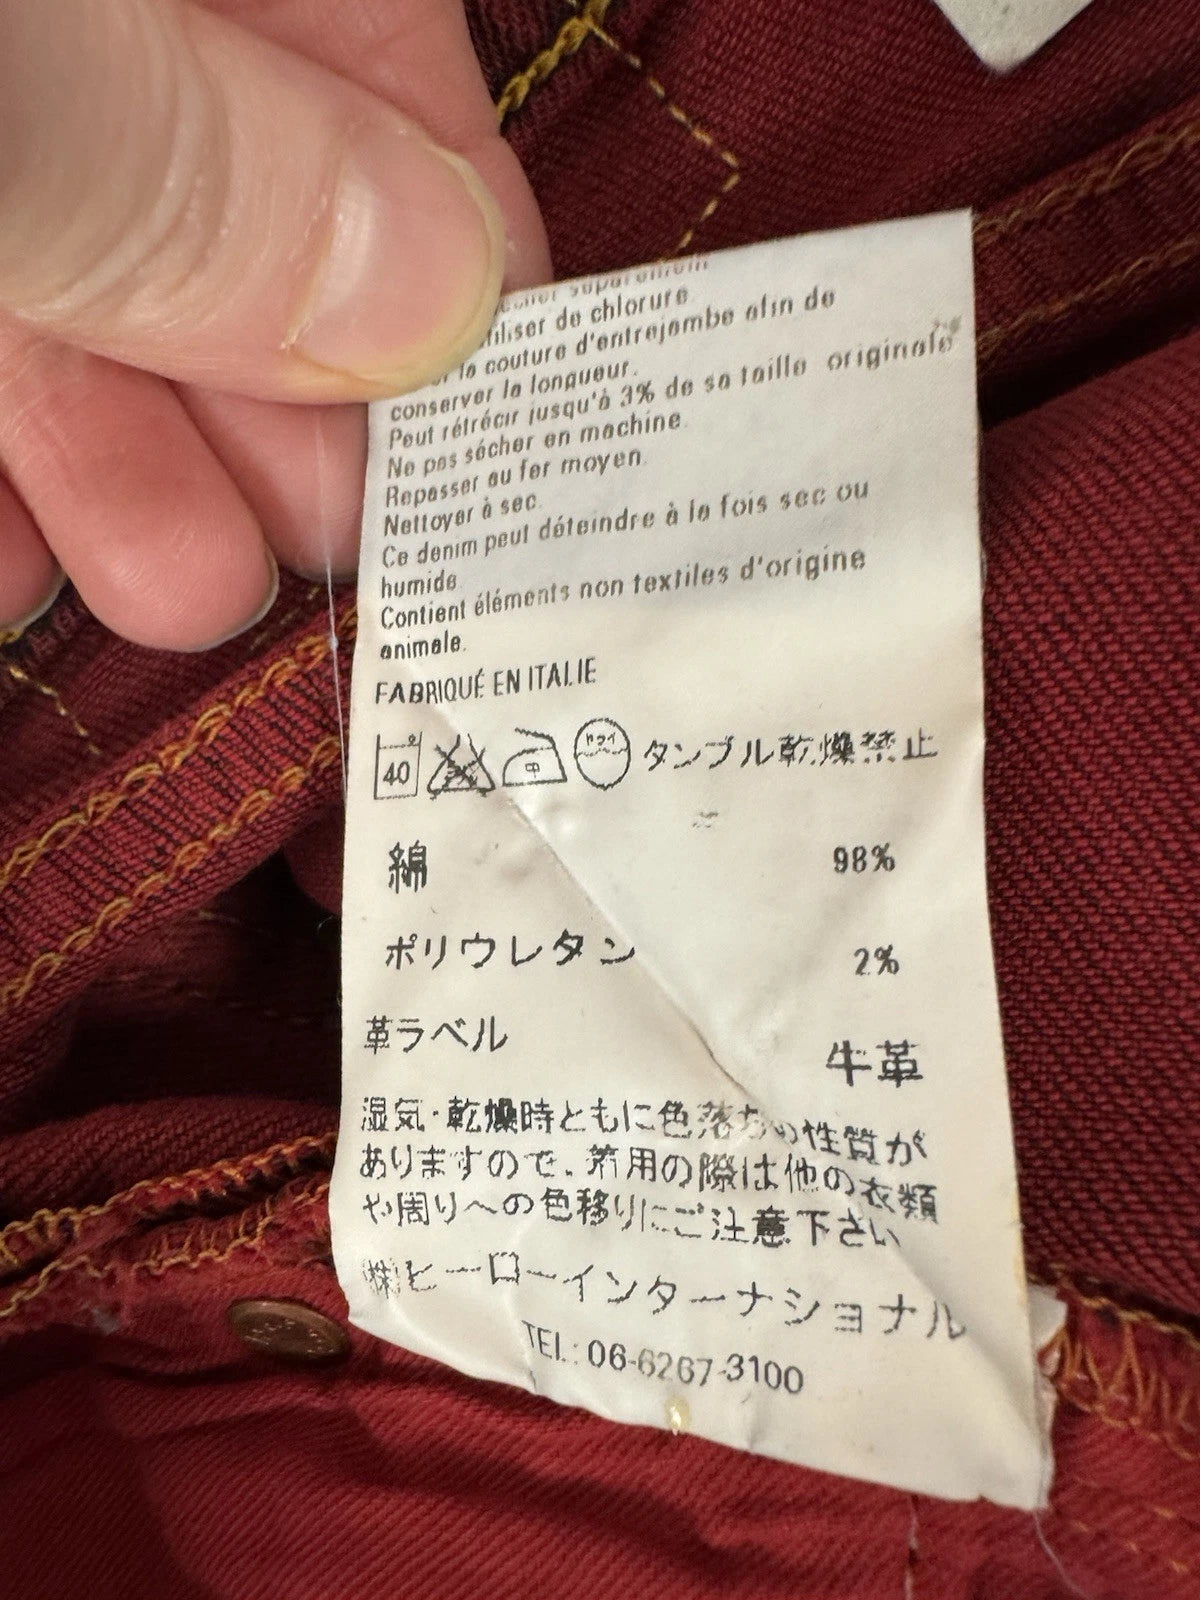 séparément
utiliser de chlorure
la couture d'entrejambe afin de
conserver la longueur.
Peut rétrécir jusqu'à 3% de sa taille originale
Ne pas sécher en machine.
Repasser au fer moyen.
Nettoyer à sec.
Ce denim peut déteindre à la fois sec ou
humide.
Contient éléments non textiles d'origine
animale.
FABRIQUÉ EN ITALIE
40 中 ドライ タンブル乾燥禁止
綿 98%
ポリウレタン 2%
革ラベル 牛革
湿気・乾燥時ともに色落ちの性質が
ありますので、着用の際は他の衣類
や周りへの色移りにご注意下さい
㈱ヒーローインターナショナル
TEL.: 06-6267-3100